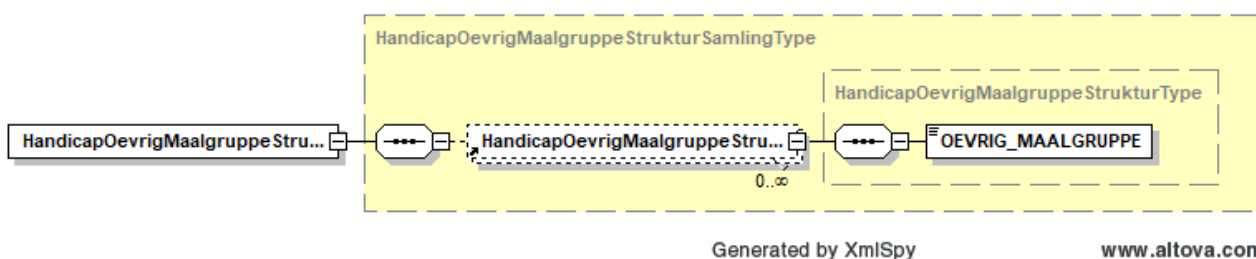 HandicapOevrigMaalgruppeStrukturSamlingType
HandicapOevrigMaalgruppeStrukturType
HandicapOevrigMaalgruppeStru...
HandicapOevrigMaalgruppeStru...
OEVRIG_MAALGRUPPE
0..∞
Generated by XmlSpy
www.altova.com